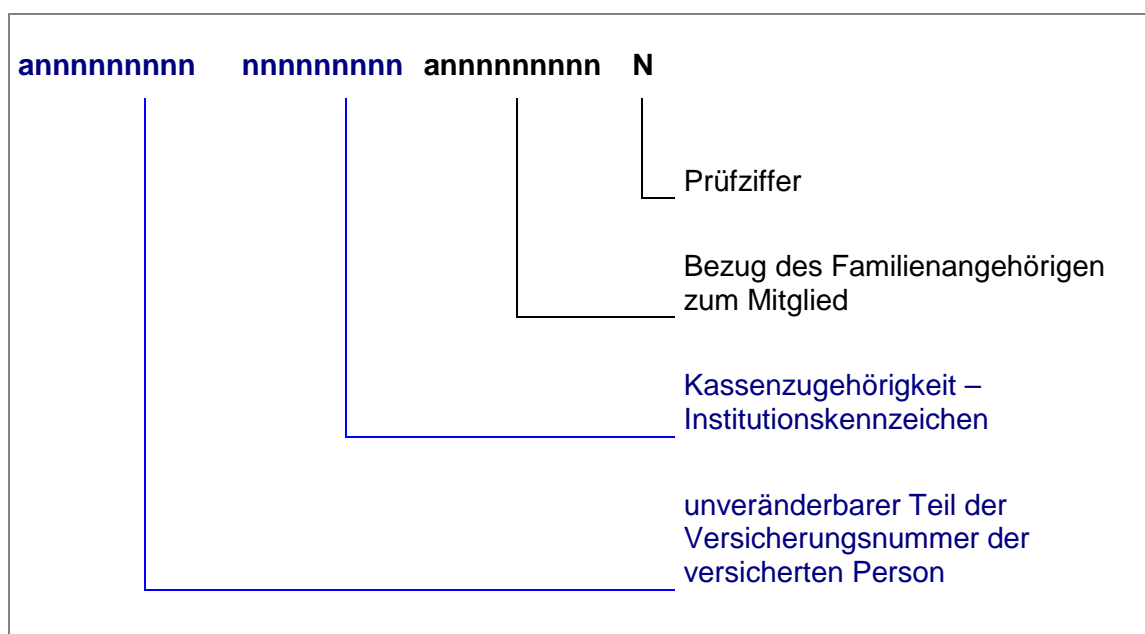 annnnnnnnn nnnnnnnnn annnnnnnnn N
Prüfziffer
Bezug des Familienangehörigen
zum Mitglied
Kassenzugehörigkeit –
Institutionskennzeichen
unveränderbarer Teil der
Versicherungsnummer der
versicherten Person